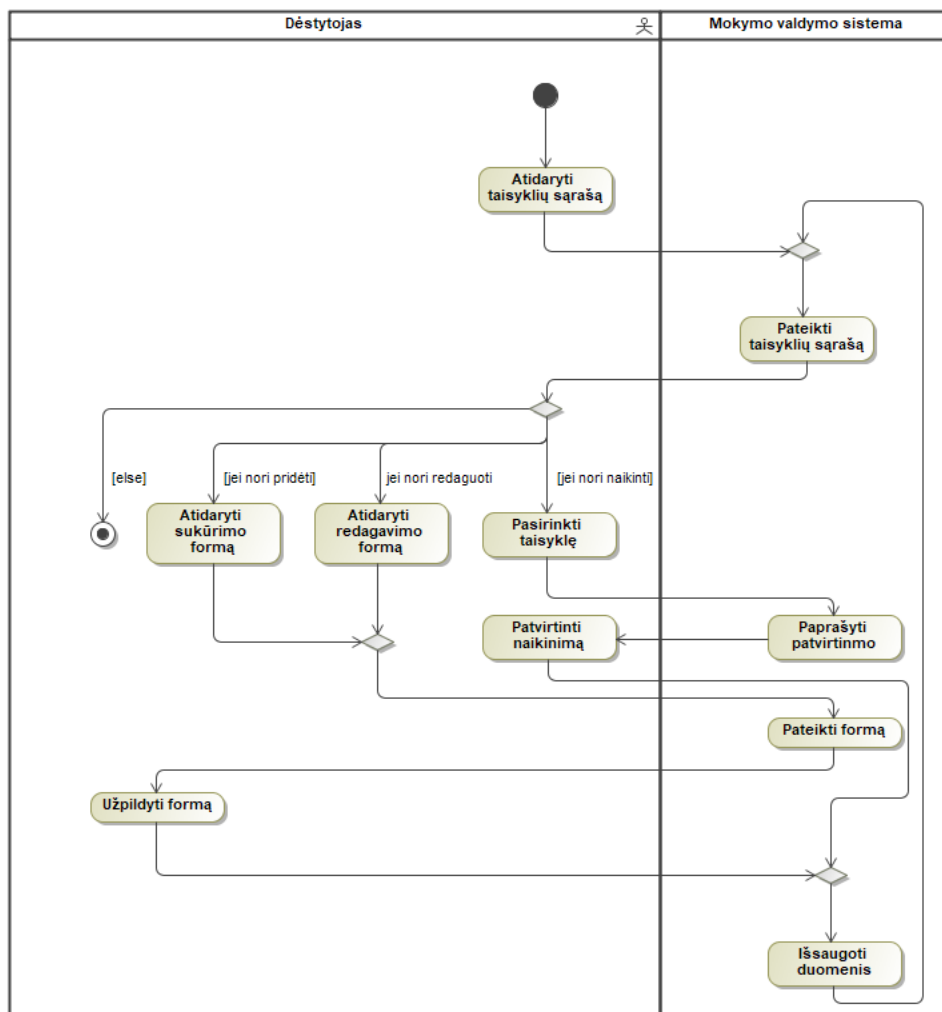 Dėstytojas
Mokymo valdymo sistema
Atidaryti
taisyklių sąrašą
Pateikti
taisyklių sąrašą
[else]
[jei nori pridėti]
jei nori redaguoti
[jei nori naikinti]
Atidaryti
sukūrimo
formą
Atidaryti
redagavimo
formą
Pasirinkti
taisyklę
Patvirtinti
naikinimą
Paprašyti
patvirtinmo
Pateikti formą
Užpildyti formą
Išsaugoti
duomenis